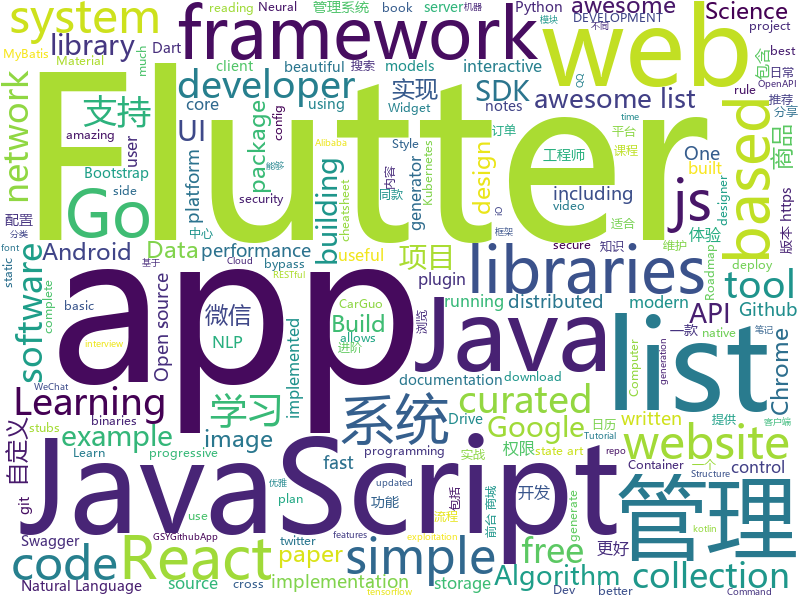 Flutter
app
JavaScript
Java
list
web
framework
libraries
管理
系统
React
Go
js
based
code
simple
website
Learning
system
software
developer
network
支持
学习
tool
collection
curated
building
design
SDK
UI
API
library
awesome
Science
Python
Neural
管理系统
book
server
DEVELOPMENT
机器
模块
不同
reading
MyBatis
Dart
Material
much
client
beautiful
搜索
models
interactive
project
best
日常
OpenAPI
rule
推荐
分享
包含
core
using
Widget
notes
实现
awesome list
config
amazing
package
user
Bootstrap
side
platform
generator
Style
cheatsheet
Kubernetes
内容
同款
订单
平台
工程师
课程
One
built
商品
designer
版本
https
including
video
iO
框架
适合
secure
知识
体验
维护
font
static
配置
分类
中心
Android
Data
performance
security
Alibaba
能够
项目
useful
plugin
running
distributed
modern
Github
Roadmap
deploy
native
Chrome
basic
Open source
微信
Build
NLP
implemented
基于
Cloud
RESTful
bypass
CarGuo
allows
进阶
浏览
一款
笔记
interview
complete
WeChat
documentation
download
Computer
generation
自定义
example
image
Google
Drive
日历
提供
客户端
written
binaries
stubs
git
Learn
progressive
fast
programming
state art
Tutorial
一个
control
Container
实战
free
Algorithm
权限
更好
Swagger
优雅
plan
功能
开发
流程
包括
前台
商城
generate
repo
Structure
kotlin
GSYGithubApp
updated
features
paper
implementation
storage
Natural Language
source
use
cross
twitter
tensorflow
exploitation
Dev
better
time
Command